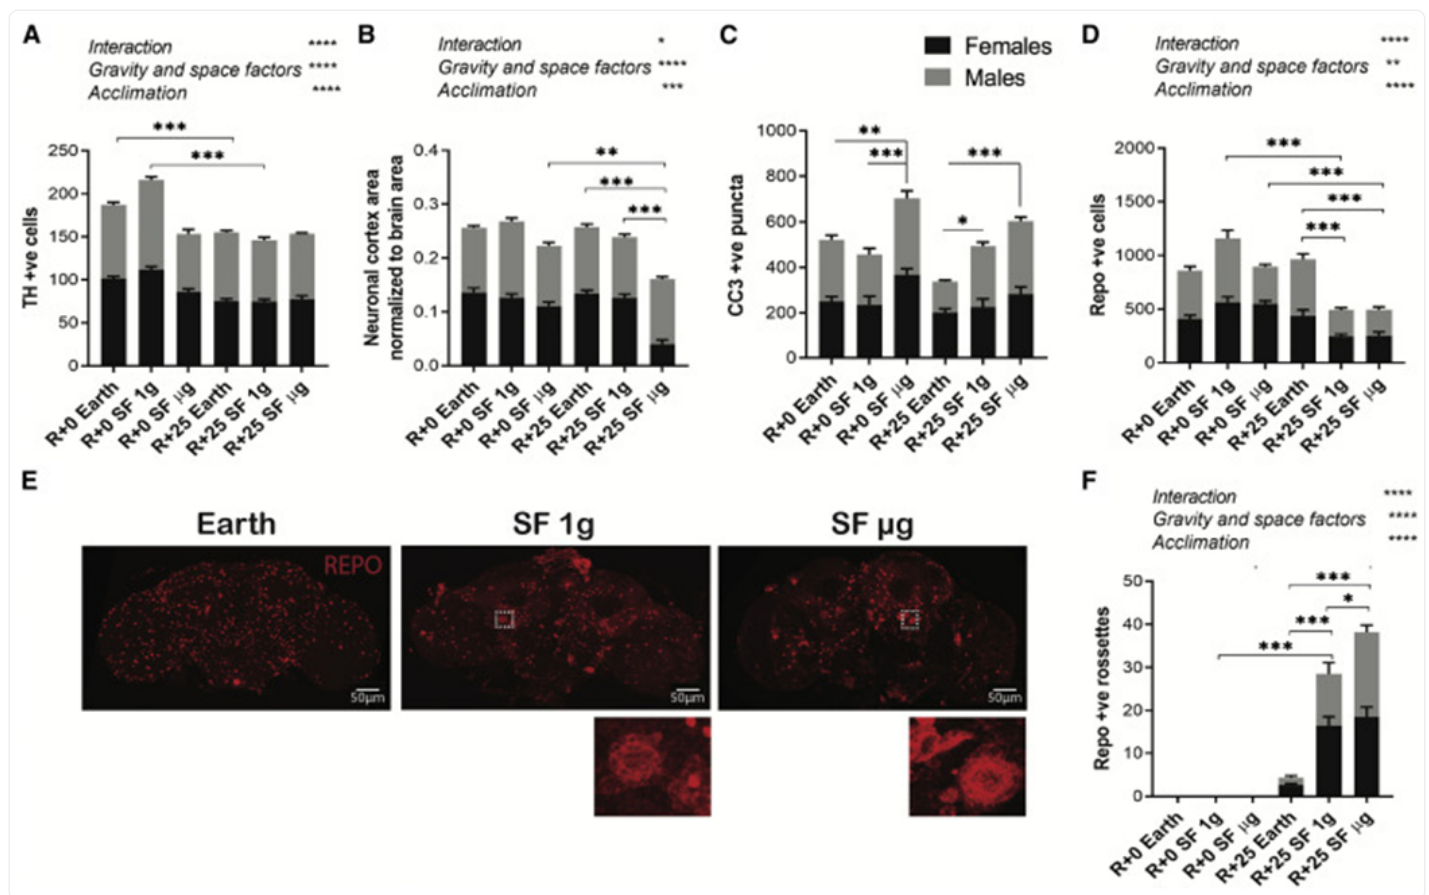 A
Interaction ****
Gravity and space factors ****
Acclimation ****
*** 
***
TH +ve cells
250
200
150
100
50
0
R+0 Earth
R+0 SF 1g
R+0 SF µg
R+25 Earth
R+25 SF 1g
R+25 SF µg
B
Interaction *
Gravity and space factors ****
Acclimation ***
**
***
***
Neuronal cortex area
normalized to brain area
0.4
0.3
0.2
0.1
0.0
R+0 Earth
R+0 SF 1g
R+0 SF µg
R+25 Earth
R+25 SF 1g
R+25 SF µg
C
Females
Males
**
***
***
*
CC3 +ve puncta
1000
800
600
400
200
0
R+0 Earth
R+0 SF 1g
R+0 SF µg
R+25 Earth
R+25 SF 1g
R+25 SF µg
D
Interaction ****
Gravity and space factors **
Acclimation ****
***
***
***
***
Repo +ve cells
2000
1500
1000
500
0
R+0 Earth
R+0 SF 1g
R+0 SF µg
R+25 Earth
R+25 SF 1g
R+25 SF µg
E
Earth
SF 1g
SF µg
REPO
50µm
50µm
50µm
F
Interaction ****
Gravity and space factors ****
Acclimation ****
***
*
***
***
Repo +ve rossettes
50
40
30
20
10
0
R+0 Earth
R+0 SF 1g
R+0 SF µg
R+25 Earth
R+25 SF 1g
R+25 SF µg